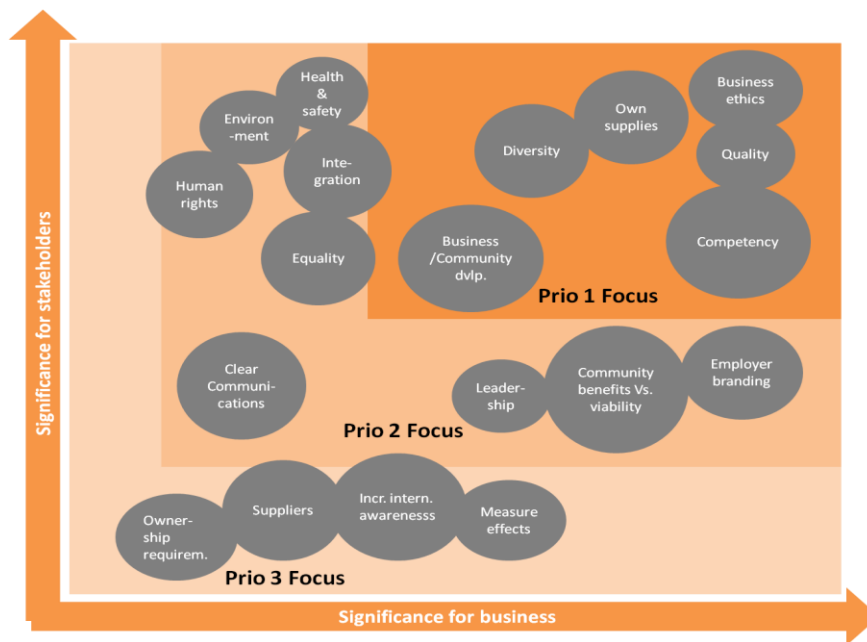 Significance for stakeholders
Health
&
safety
Environ
-ment
Human
rights
Inte-
gration
Equality
Diversity
Own
supplies
Business
ethics
Quality
Competency
Business
/Community
dvlp.
Prio 1 Focus
Clear
Communi-
cations
Leader-
ship
Community
benefits Vs.
viability
Employer
branding
Prio 2 Focus
Owner-
ship
requirem.
Suppliers
Incr. intern.
awarenesss
Measure
effects
Prio 3 Focus
Significance for business